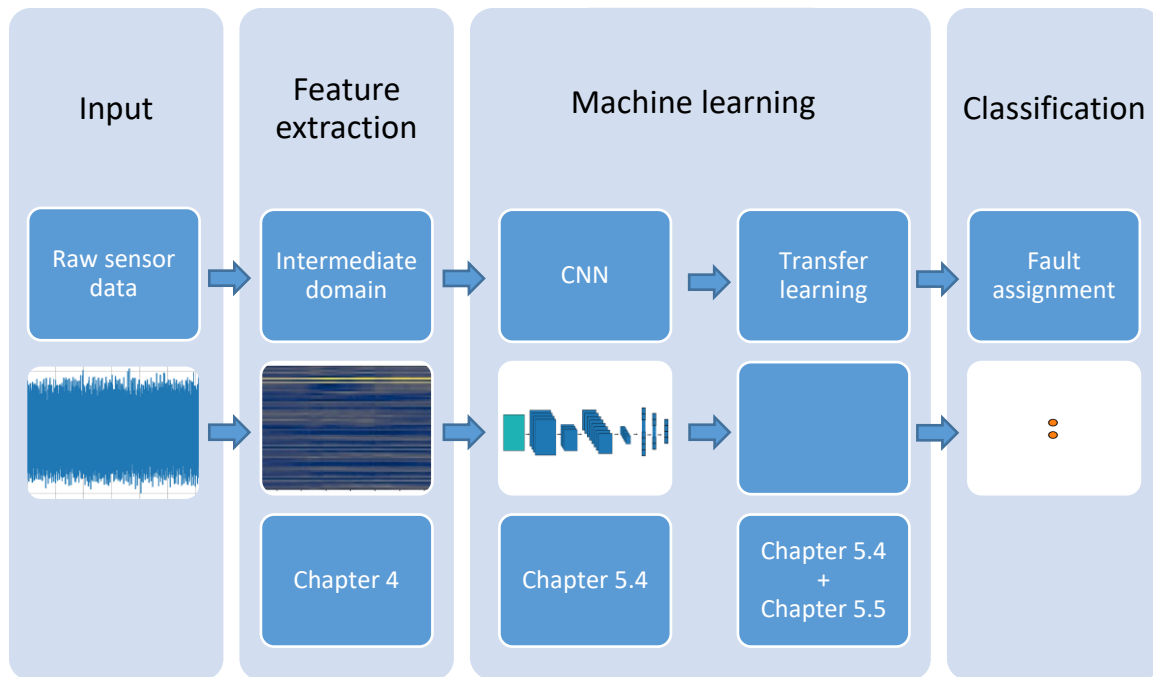 Input
Feature
extraction
Machine learning
Classification
Raw sensor
data
Intermediate
domain
CNN
Transfer
learning
Fault
assignment
Chapter 4
Chapter 5.4
Chapter 5.4
+
Chapter 5.5